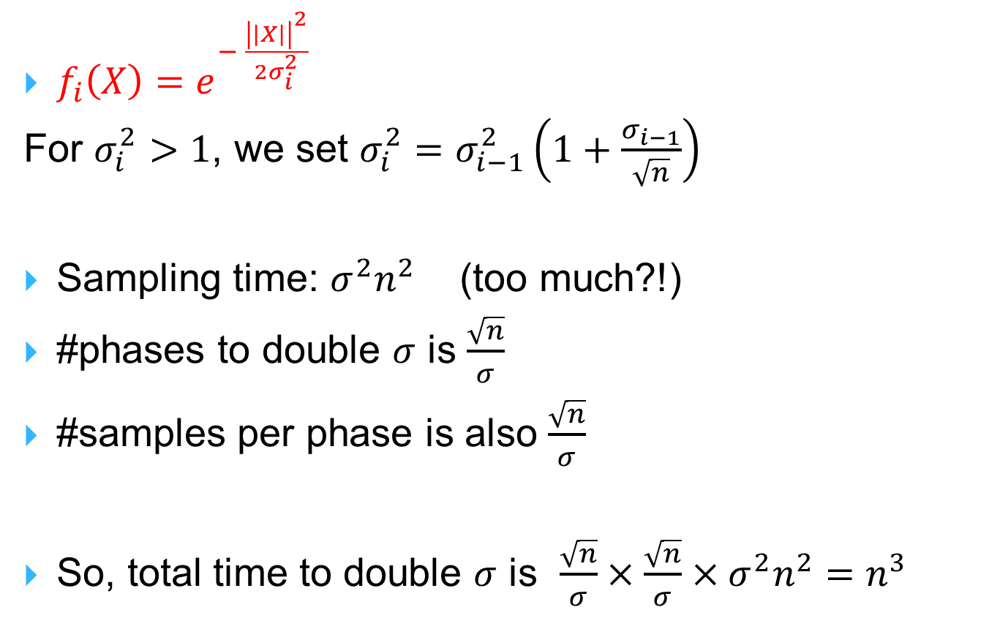 $f_i(X) = e^{-\frac{||X||^2}{2\sigma_i^2}}$
For $\sigma_i^2 > 1$, we set $\sigma_i^2 = \sigma_{i-1}^2 \left(1 + \frac{\sigma_{i-1}}{\sqrt{n}}\right)$
Sampling time: $\sigma^2 n^2$ (too much?!)
#phases to double $\sigma$ is $\frac{\sqrt{n}}{\sigma}$
#samples per phase is also $\frac{\sqrt{n}}{\sigma}$
So, total time to double $\sigma$ is $\frac{\sqrt{n}}{\sigma} \times \frac{\sqrt{n}}{\sigma} \times \sigma^2 n^2 = n^3$